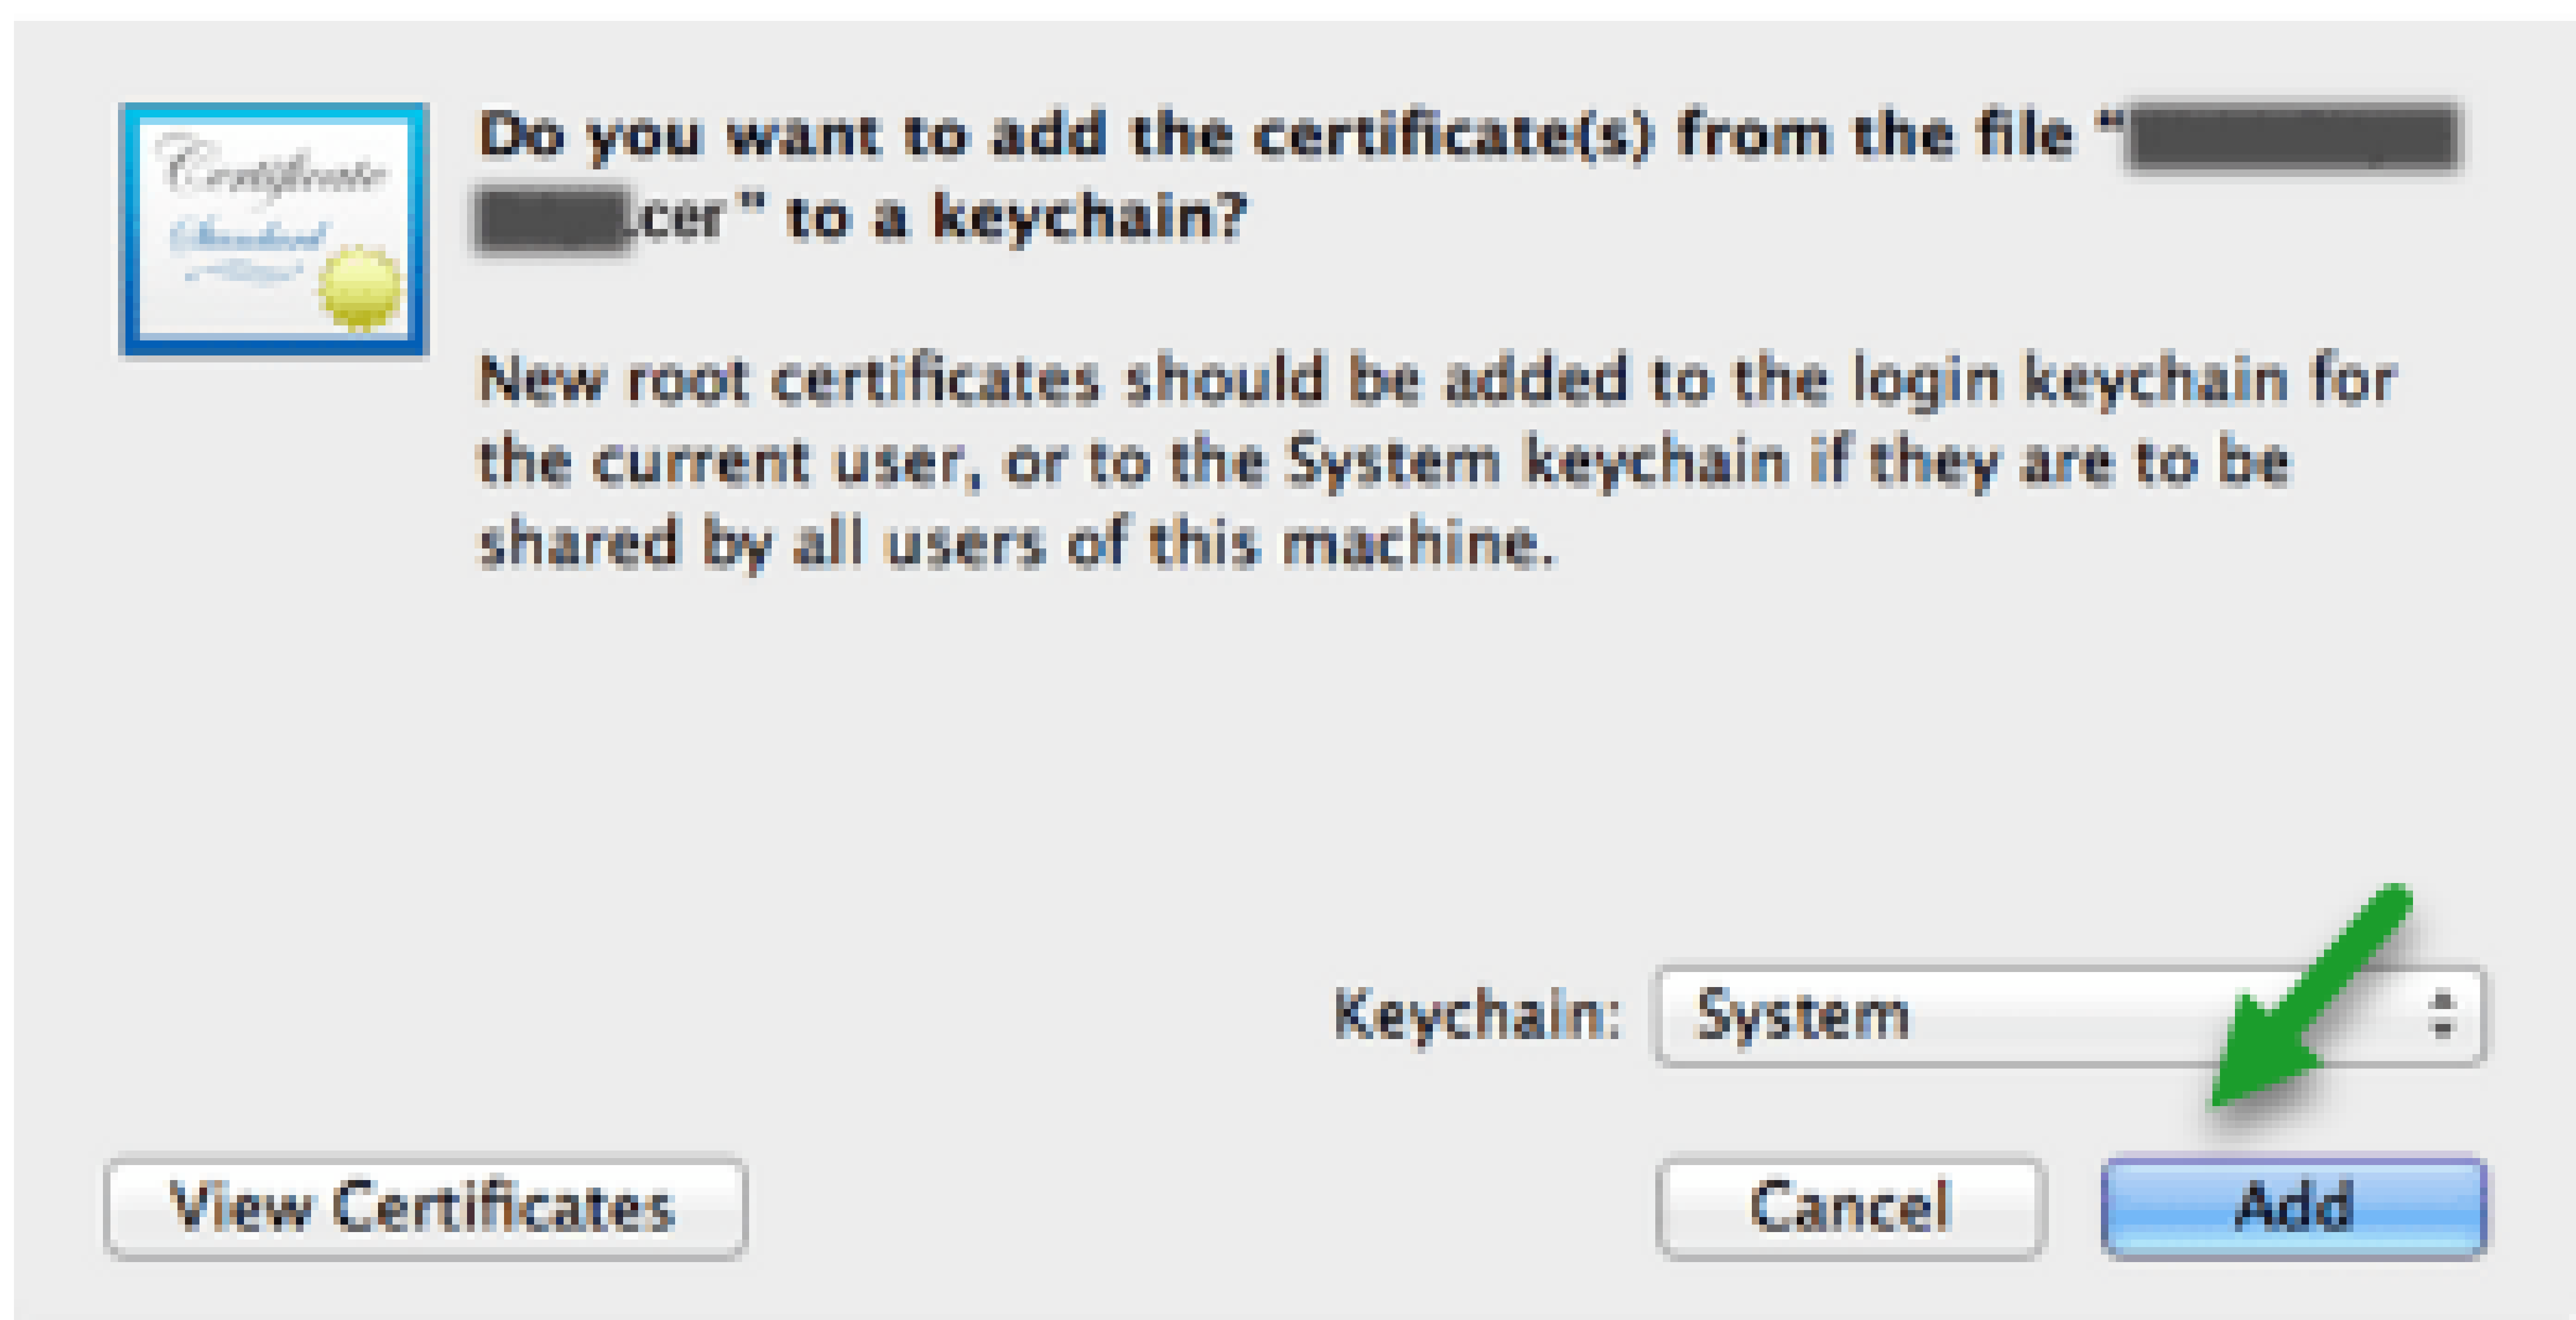 Certificate
Standard
Do you want to add the certificate(s) from the file “
.cer” to a keychain?
New root certificates should be added to the login keychain for
the current user, or to the System keychain if they are to be
shared by all users of this machine.
Keychain: System
View Certificates Cancel Add